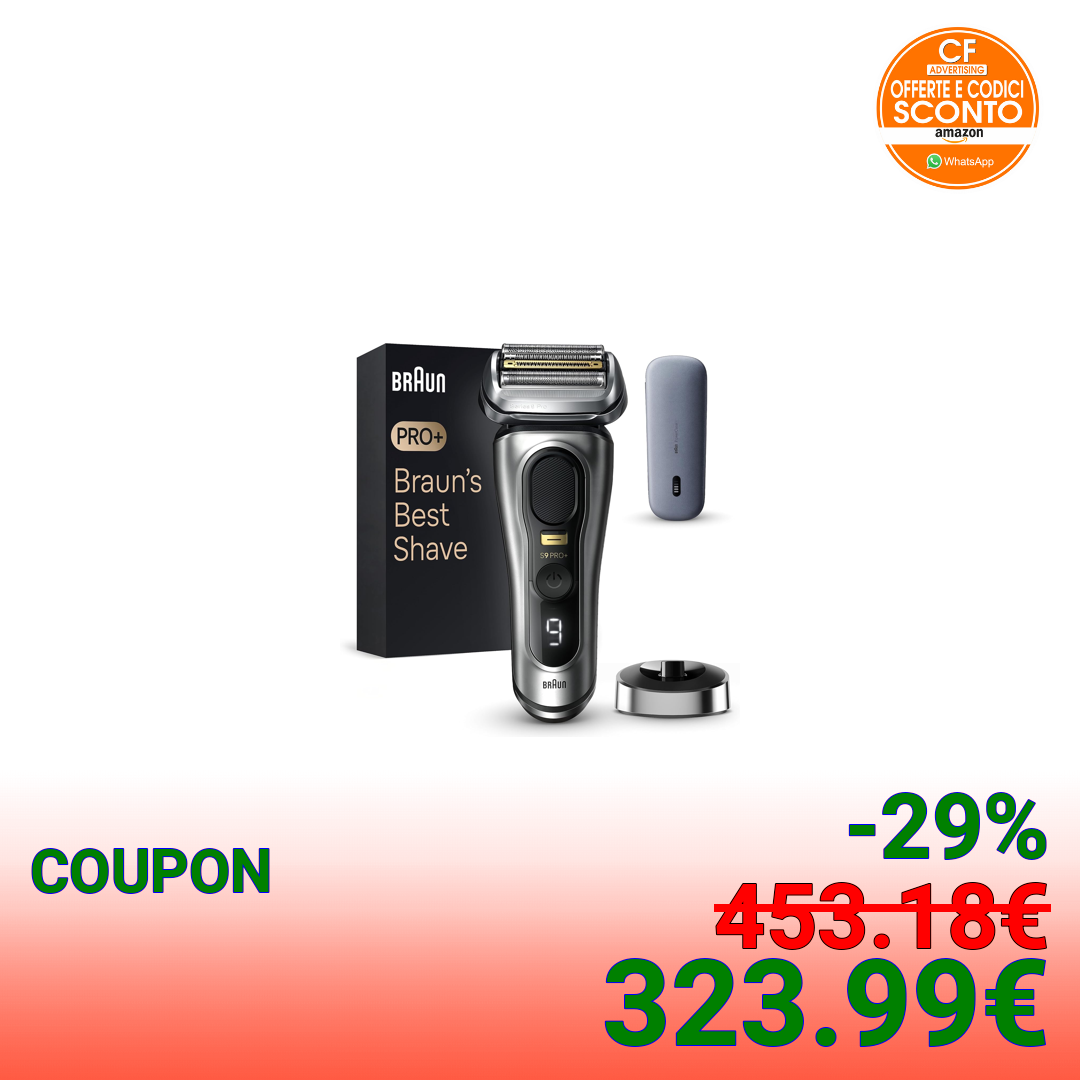 CF
ADVERTISING
OFFERTE E CODICI
SCONTO
amazon
WhatsApp
BRAUN
PRO+
Braun's
Best
Shave
S9 PRO+
9
BRAUN
-29%
COUPON
453.18€
323.99€